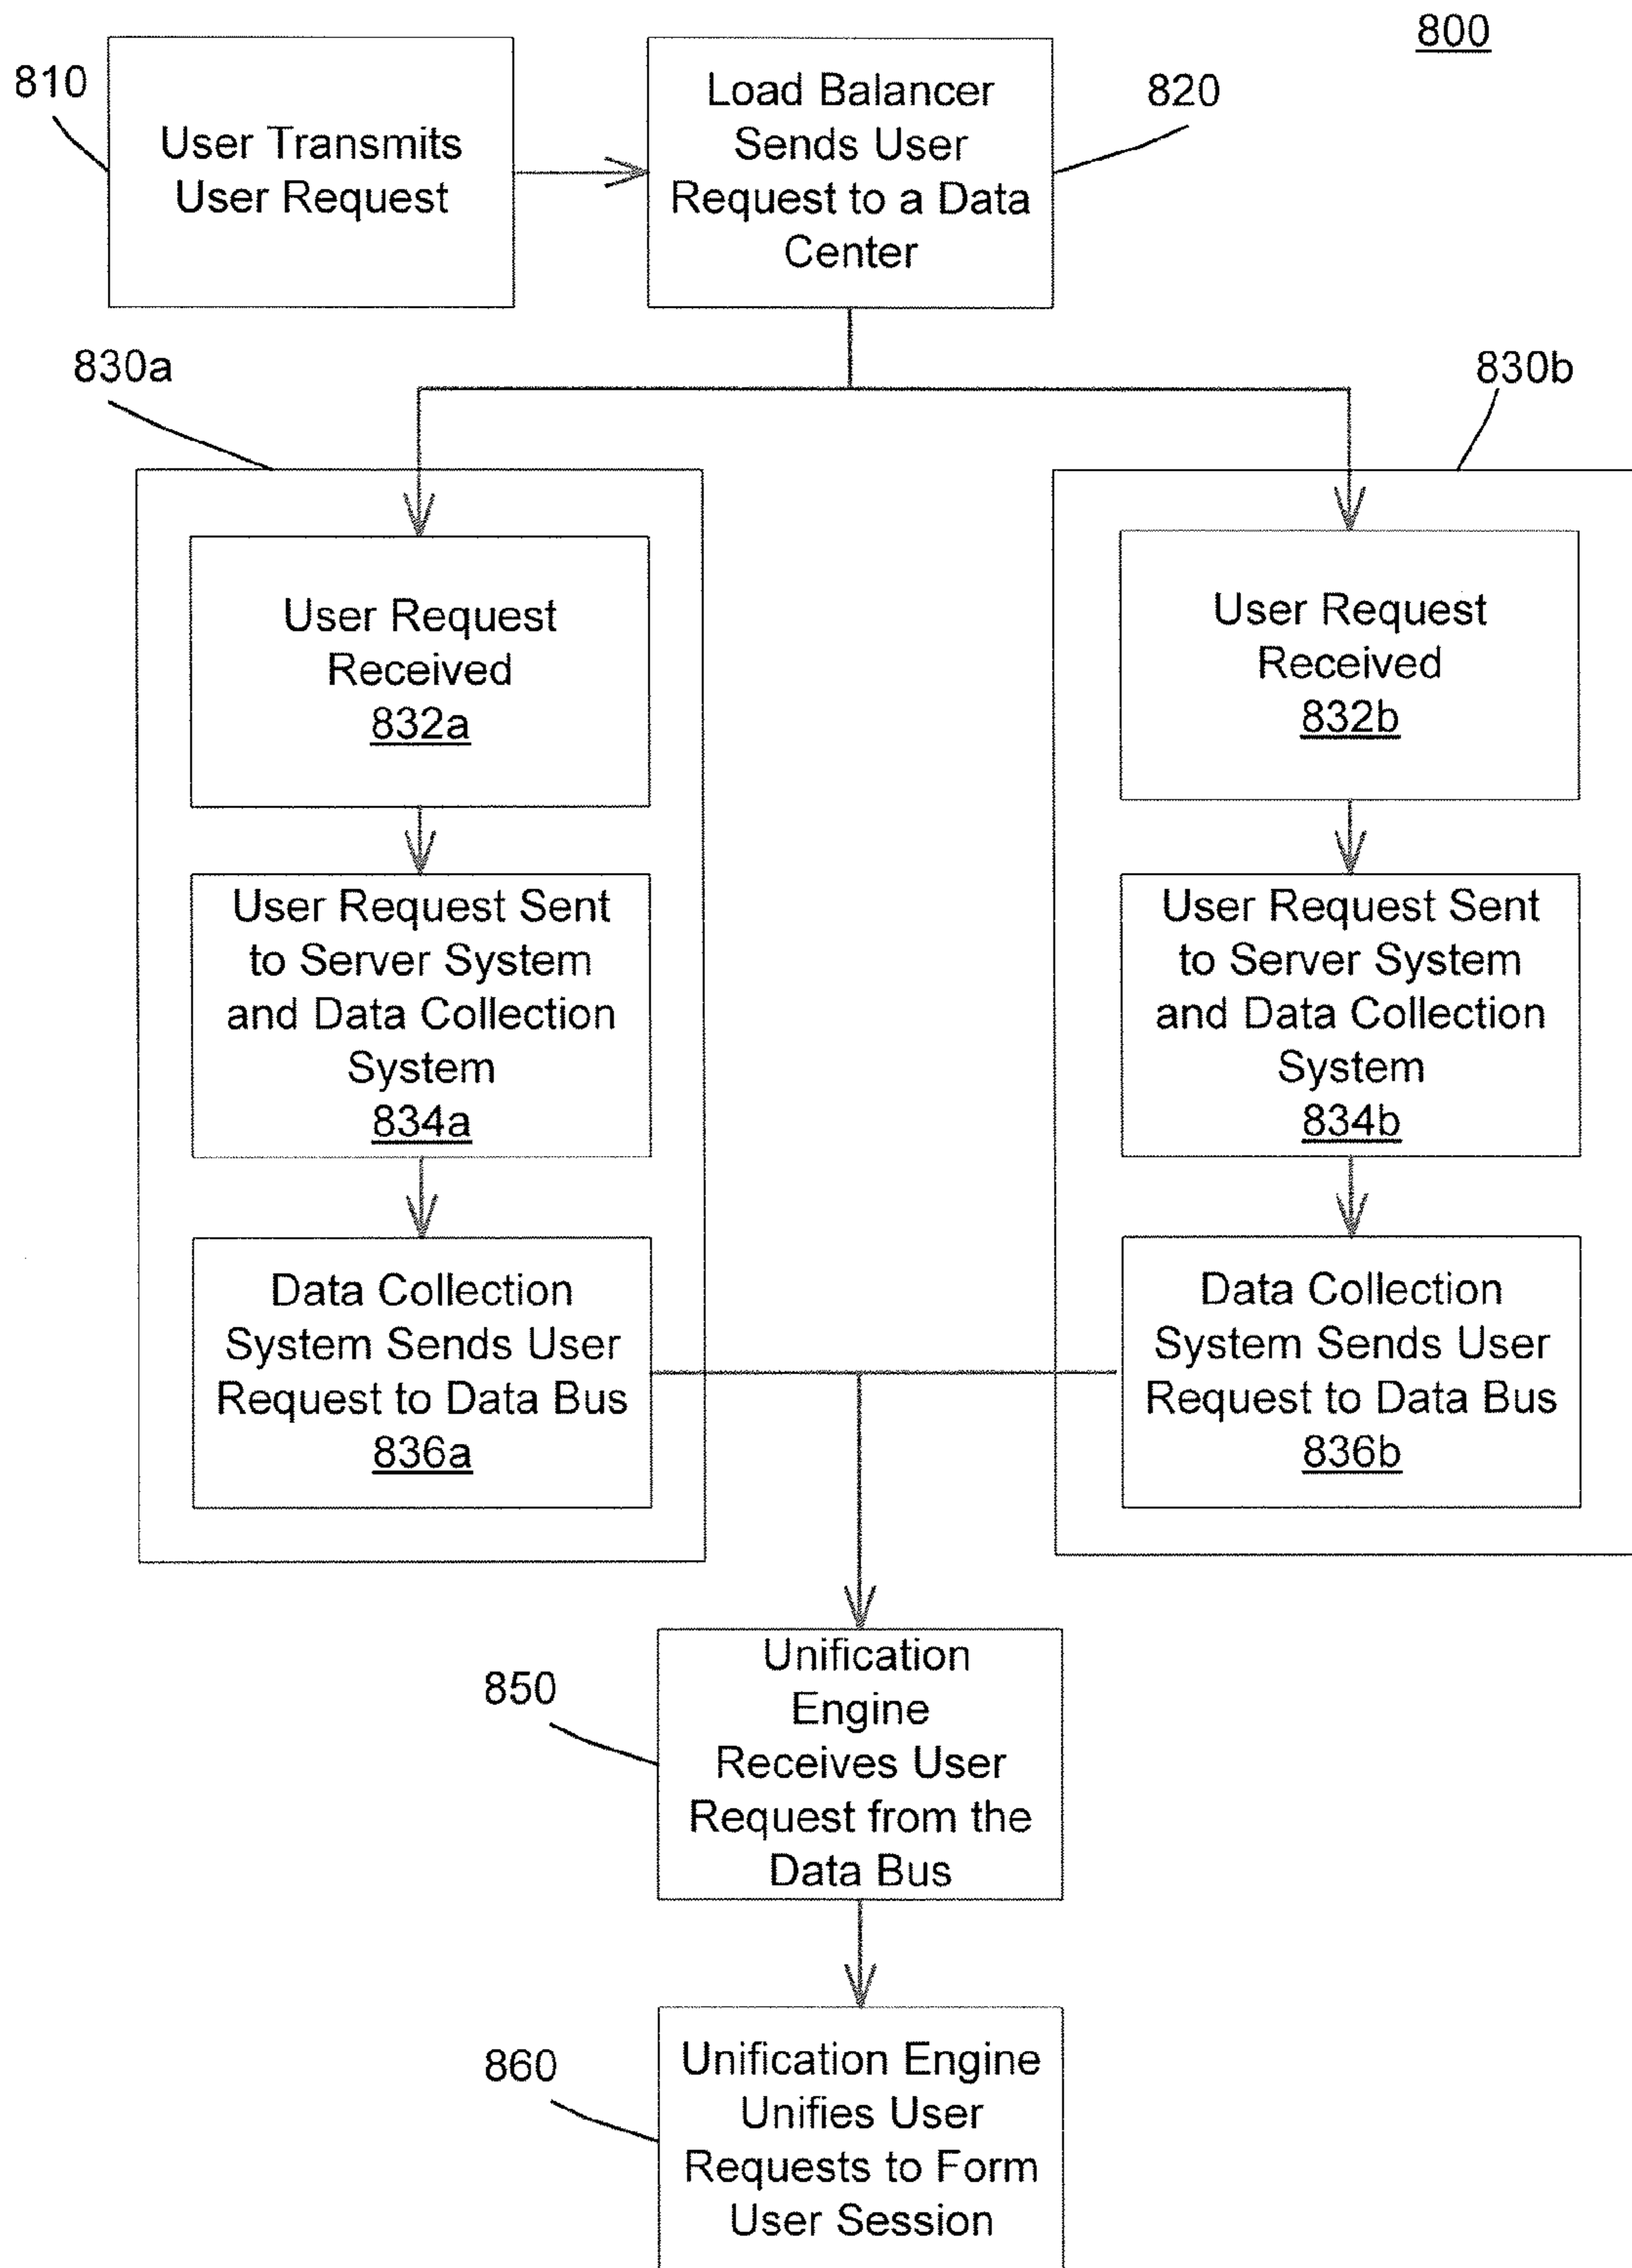 800
810
User Transmits
User Request
Load Balancer
Sends User
Request to a Data
Center
820
830a
830b
User Request
Received
832a
User Request
Received
832b
User Request Sent
to Server System
and Data Collection
System
834a
User Request Sent
to Server System
and Data Collection
System
834b
Data Collection
System Sends User
Request to Data Bus
836a
Data Collection
System Sends User
Request to Data Bus
836b
850
Unification
Engine
Receives User
Request from the
Data Bus
860
Unification Engine
Unifies User
Requests to Form
User Session